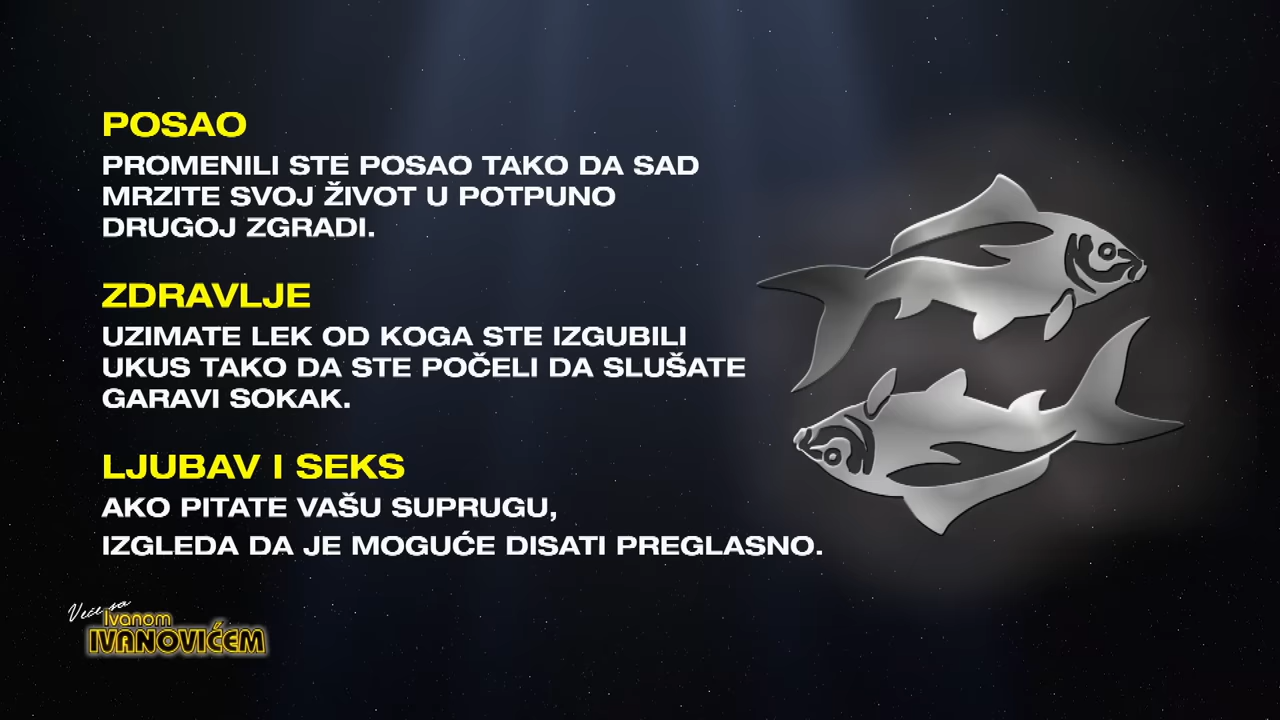 POSAO
PROMENILI STE POSAO TAKO DA SAD
MRZITE SVOJ ŽIVOT U POTPUNO
DRUGOJ ZGRADI.
ZDRAVLJE
UZIMATE LEK OD KOGA STE IZGUBILI
UKUS TAKO DA STE POČELI DA SLUŠATE
GARAVI SOKAK.
LJUBAV I SEKS
AKO PITATE VAŠU SUPRUGU,
IZGLEDA DA JE MOGUĆE DISATI PREGLASNO.
Veče sa
Ivanom
IVANOVIĆEM